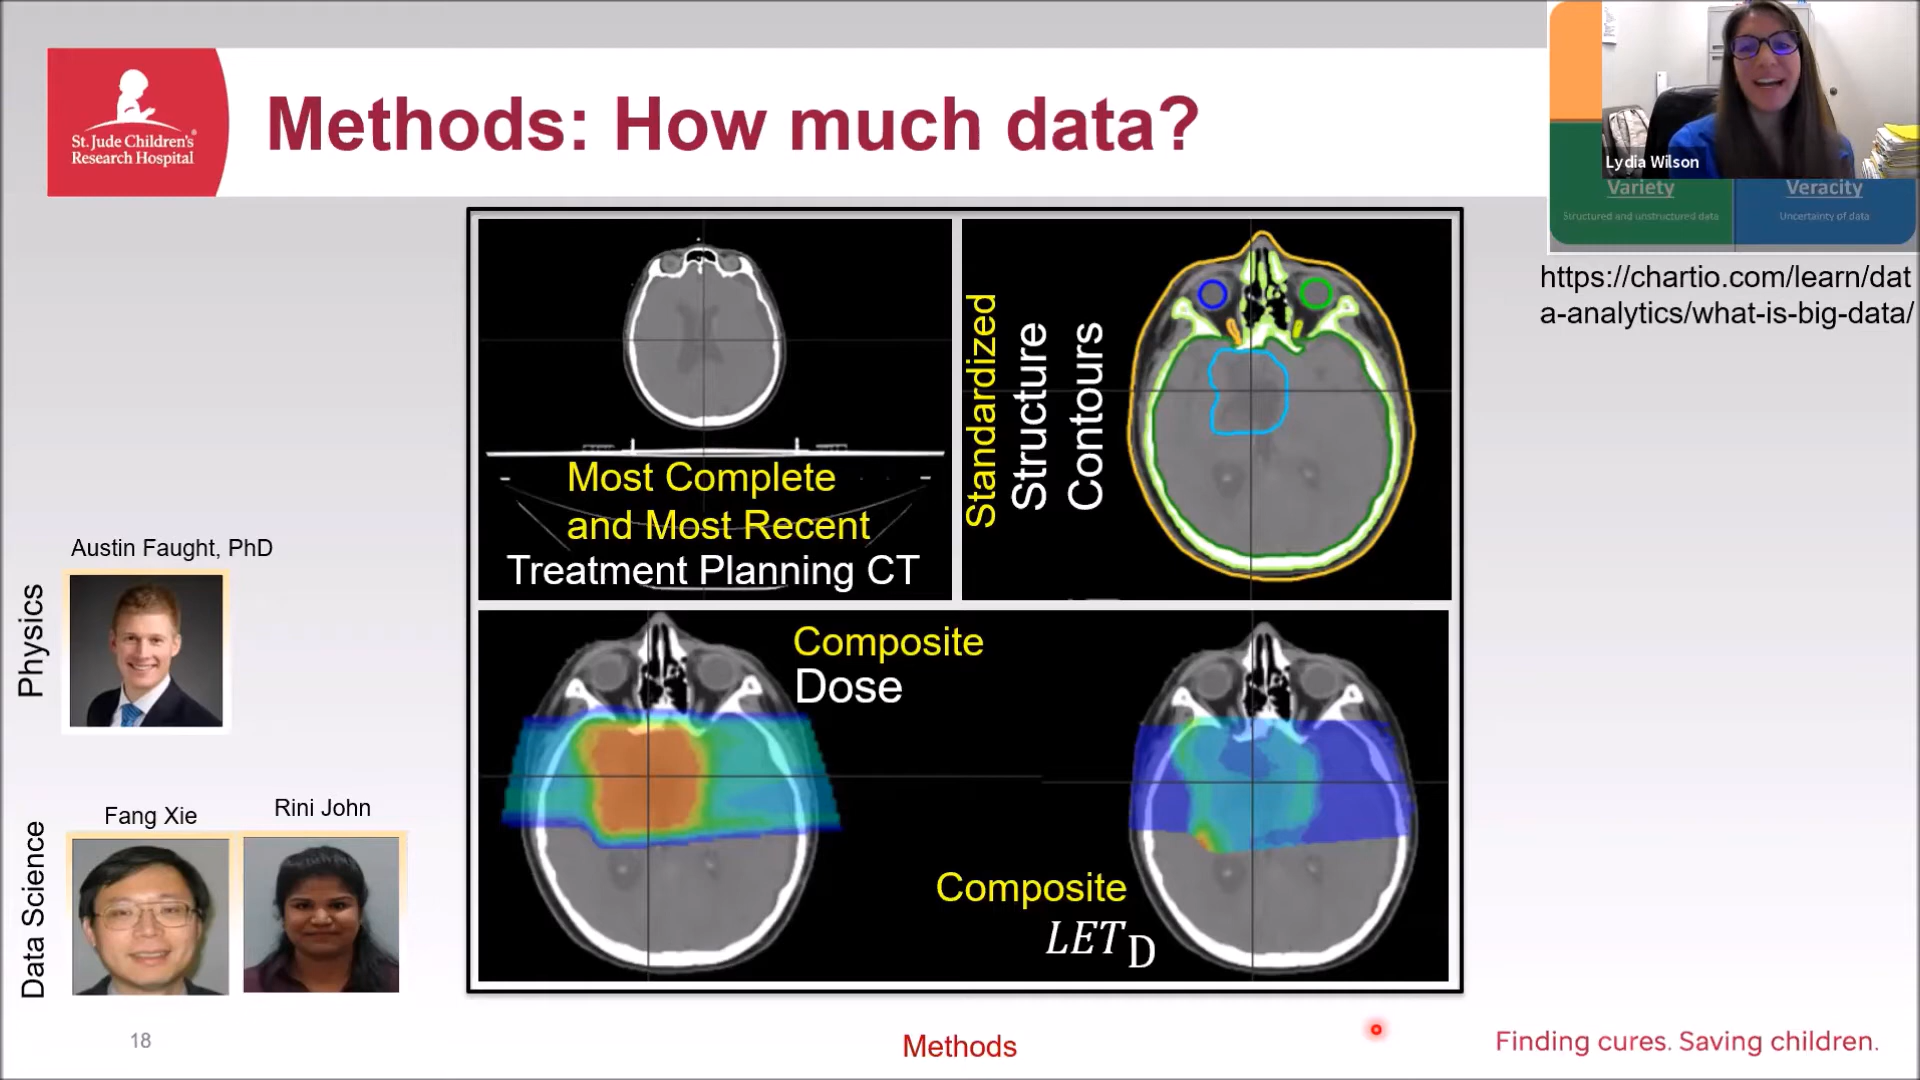 St. Jude Children's®
Research Hospital
Methods: How much data?
Lydia Wilson
Variety
Structured and unstructured data
Veracity
Uncertainty of data
https://chartio.com/learn/dat
a-analytics/what-is-big-data/
Most Complete
and Most Recent
Treatment Planning CT
Standardized
Structure
Contours
Composite
Dose
Composite
LET D
Physics
Austin Faught, PhD
Data Science
Fang Xie
Rini John
18
Methods
Finding cures. Saving children.